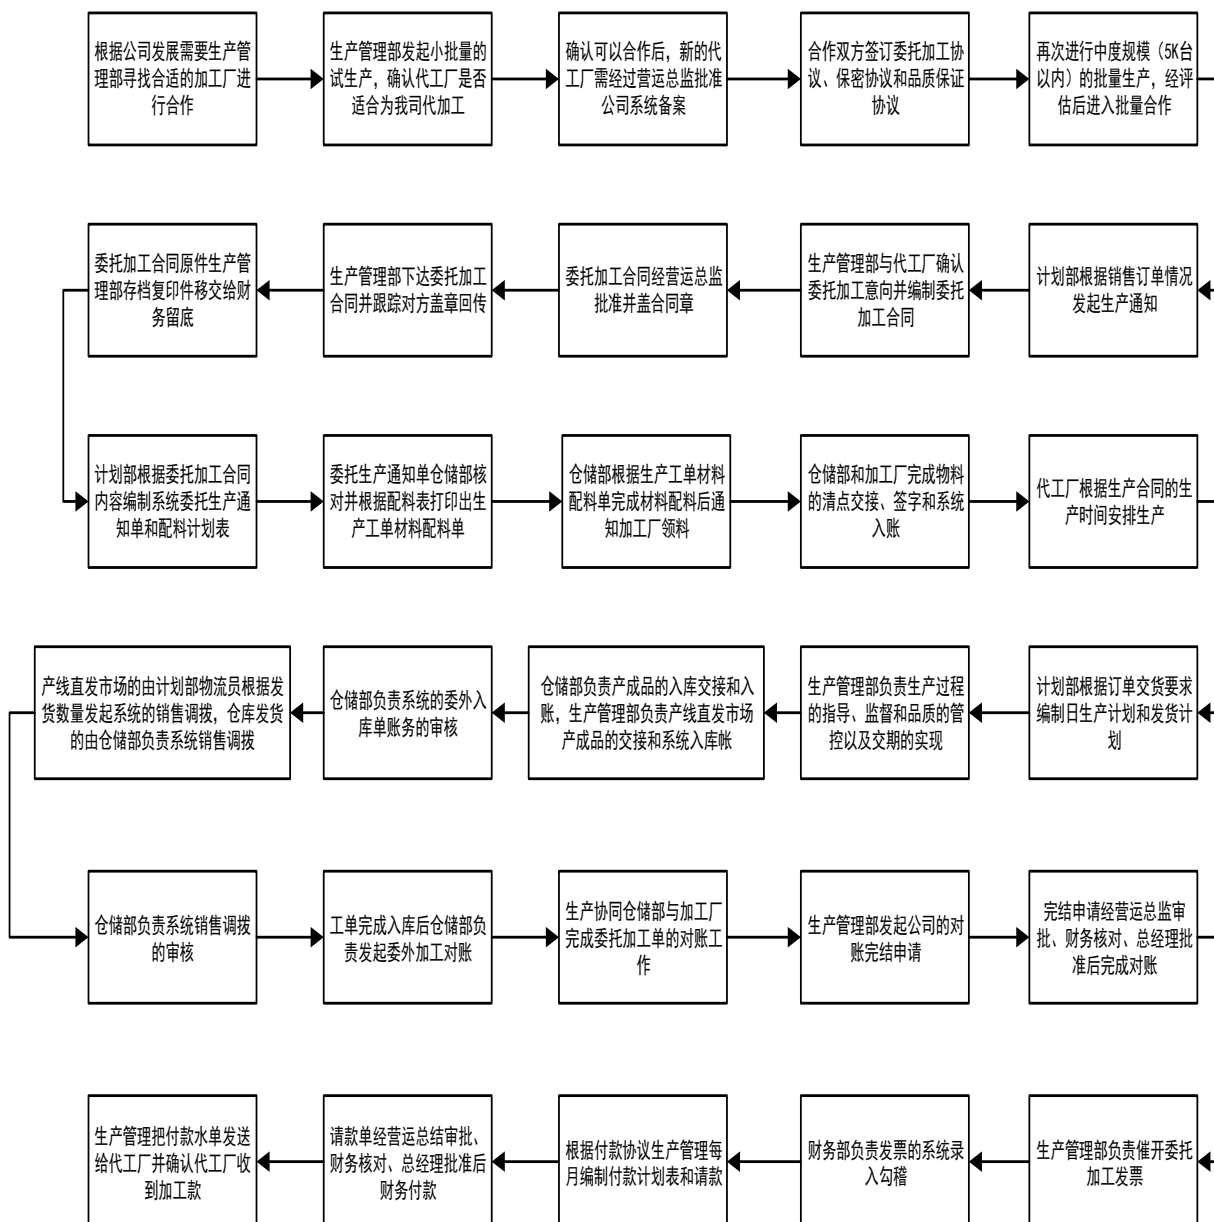 根据公司发展需要生产管
理部寻找合适的加工厂进
行合作
生产管理部发起小批量的
试生产，确认代工厂是否
适合为我司代加工
确认可以合作后，新的代
工厂需经过营运总监批准
公司系统备案
合作双方签订委托加工协
议、保密协议和品质保证
协议
再次进行中度规模（5K台
以内）的批量生产，经评
估后进入批量合作
计划部根据销售订单情况
发起生产通知
生产管理部与代工厂确认
委托加工意向并编制委托
加工合同
委托加工合同经营运总监
批准并盖合同章
生产管理部下达委托加工
合同并跟踪对方盖章回传
委托加工合同原件生产管
理部存档复印件移交给财
务留底
计划部根据委托加工合同
内容编制系统委托生产通
知单和配料计划表
委托生产通知单仓储部核
对并根据配料表打印出生
产工单材料配料单
仓储部根据生产工单材料
配料单完成材料配料后通
知加工厂领料
仓储部和加工厂完成物料
的清点交接、签字和系统
入账
代工厂根据生产合同的生
产时间安排生产
计划部根据订单交货要求
编制日生产计划和发货计
划
生产管理部负责生产过程
的指导、监督和品质的管
控以及交期的实现
仓储部负责产成品的入库交接和入
账，生产管理部负责产线直发市场
产成品的交接和系统入库帐
仓储部负责系统的委外入
库单账务的审核
产线直发市场的由计划部物流员根据发
货数量发起系统的销售调拨，仓库发货
的由仓储部负责系统销售调拨
仓储部负责系统销售调拨
的审核
工单完成入库后仓储部负
责发起委外加工对账
生产协同仓储部与加工厂
完成委托加工单的对账工
作
生产管理部发起公司的对
账完结申请
完结申请经营运总监审
批、财务核对、总经理批
准后完成对账
生产管理部负责催开委托
加工发票
财务部负责发票的系统录
入勾稽
根据付款协议生产管理每
月编制付款计划表和请款
请款单经营运总结审批、
财务核对、总经理批准后
财务付款
生产管理把付款水单发送
给代工厂并确认代工厂收
到加工款